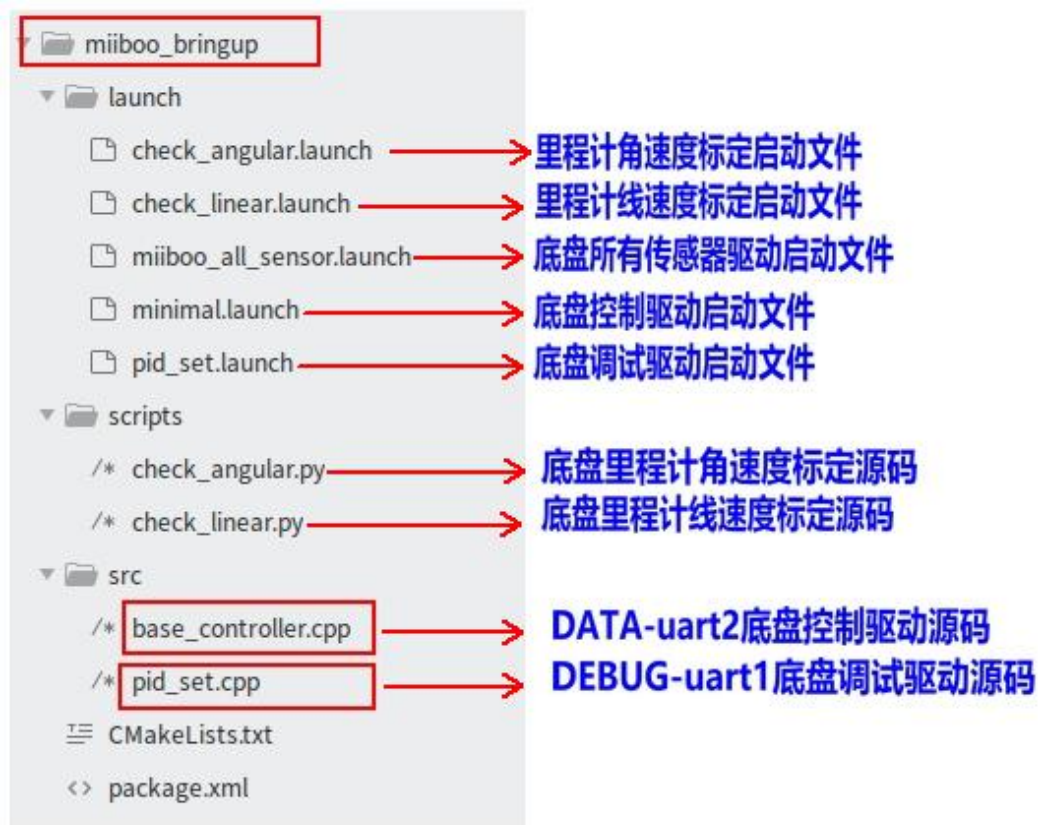 miiboo_bringup
launch
check_angular.launch 里程计角速度标定启动文件
check_linear.launch 里程计线速度标定启动文件
miiboo_all_sensor.launch 底盘所有传感器驱动启动文件
minimal.launch 底盘控制驱动启动文件
pid_set.launch 底盘调试驱动启动文件
scripts
/* check_angular.py 底盘里程计角速度标定源码
/* check_linear.py 底盘里程计线速度标定源码
src
/* base_controller.cpp DATA-uart2底盘控制驱动源码
/* pid_set.cpp DEBUG-uart1底盘调试驱动源码
CMakeLists.txt
<> package.xml